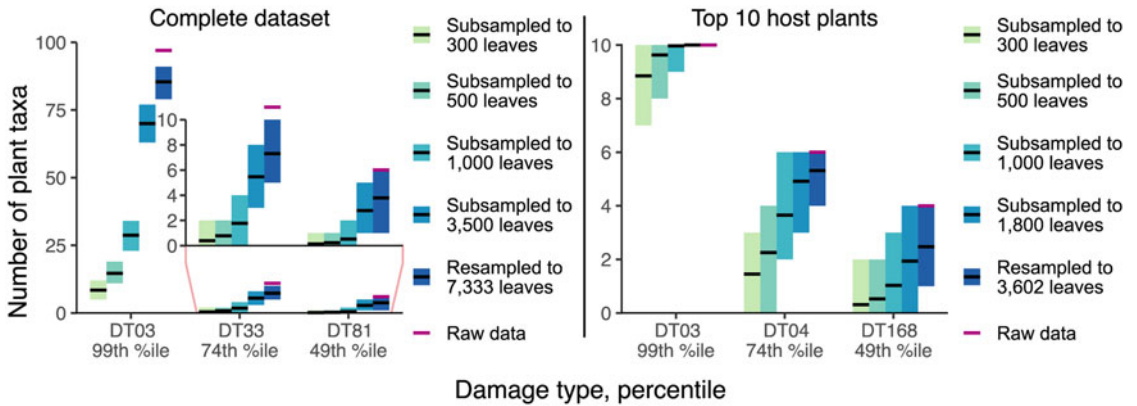 Complete dataset
Number of plant taxa
100
75
50
25
0
10
8
6
4
2
0
DT03
99th %ile
DT33
74th %ile
DT81
49th %ile
Subsampled to
300 leaves
Subsampled to
500 leaves
Subsampled to
1,000 leaves
Subsampled to
3,500 leaves
Resampled to
7,333 leaves
Raw data
Top 10 host plants
10
8
6
4
2
0
DT03
99th %ile
DT04
74th %ile
DT168
49th %ile
Subsampled to
300 leaves
Subsampled to
500 leaves
Subsampled to
1,000 leaves
Subsampled to
1,800 leaves
Resampled to
3,602 leaves
Raw data
Damage type, percentile